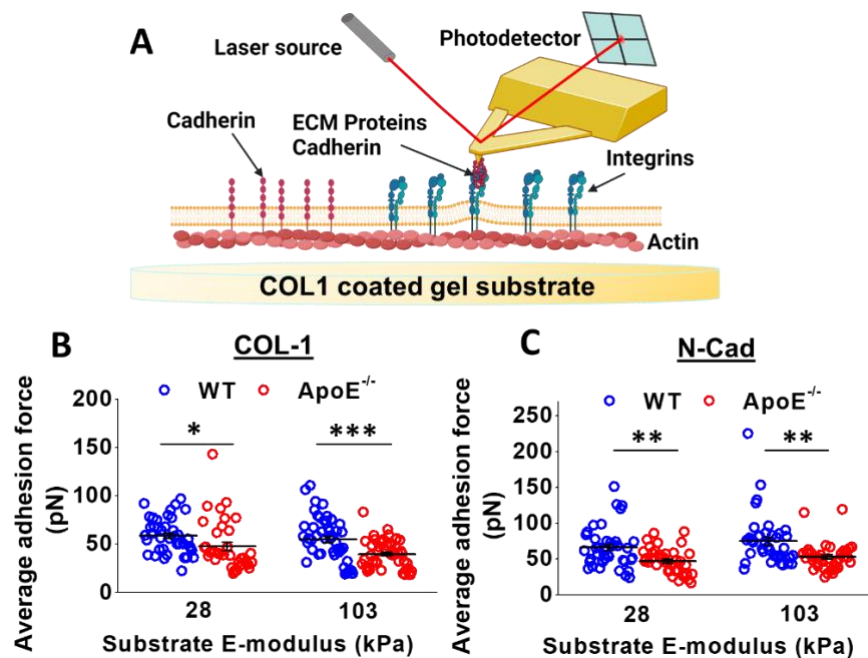 A
Laser source
Photodetector
Cadherin
ECM Proteins
Cadherin
Integrins
Actin
COL1 coated gel substrate
B
COL-1
WT ApoE-/-
Average adhesion force
(pN)
200
150
100
50
0
*
***
28 103
Substrate E-modulus (kPa)
C
N-Cad
WT ApoE-/-
Average adhesion force
(pN)
250
200
150
100
50
0
**
**
28 103
Substrate E-modulus (kPa)